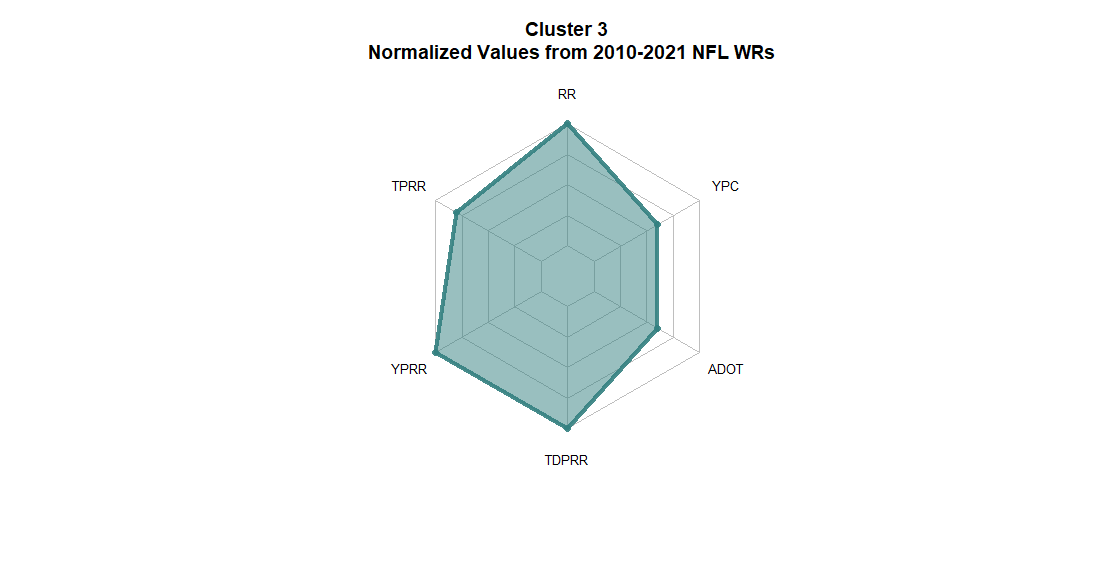 Cluster 3
Normalized Values from 2010-2021 NFL WRs
RR
TPRR
YPC
YPRR
ADOT
TDPRR